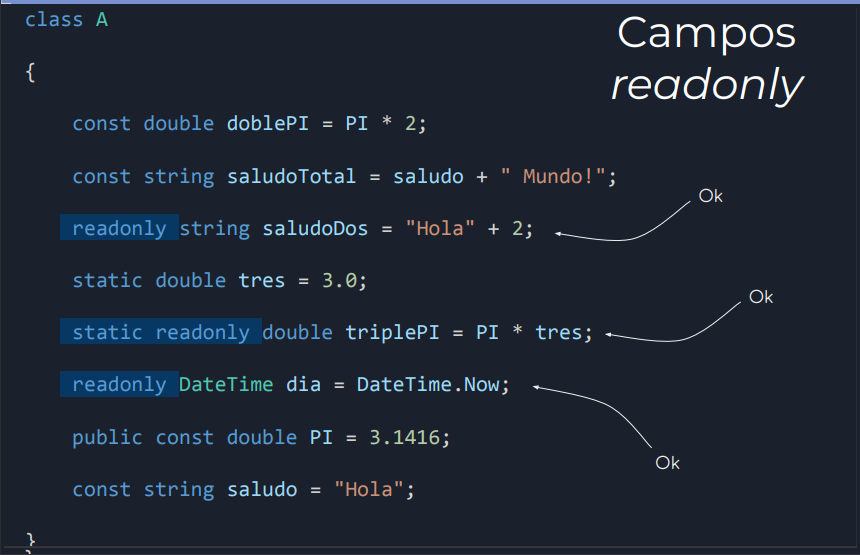 class A
Campos
readonly
{
const double doblePI = PI * 2;
const string saludoTotal = saludo + " Mundo!";
Ok
readonly string saludoDos = "Hola" + 2;
static double tres = 3.0;
Ok
static readonly double triplePI = PI * tres;
readonly DateTime dia = DateTime.Now;
public const double PI = 3.1416;
Ok
const string saludo = "Hola";
}
}